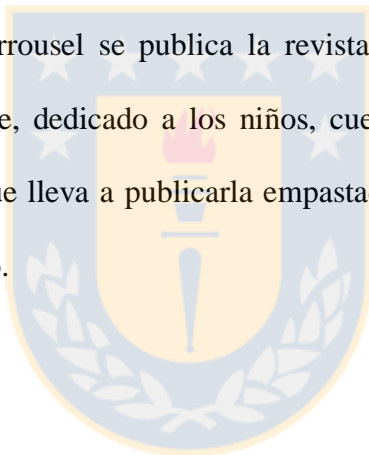 rrousel se publica la revista
e, dedicado a los niños, cue
ue lleva a publicarla empasta
.